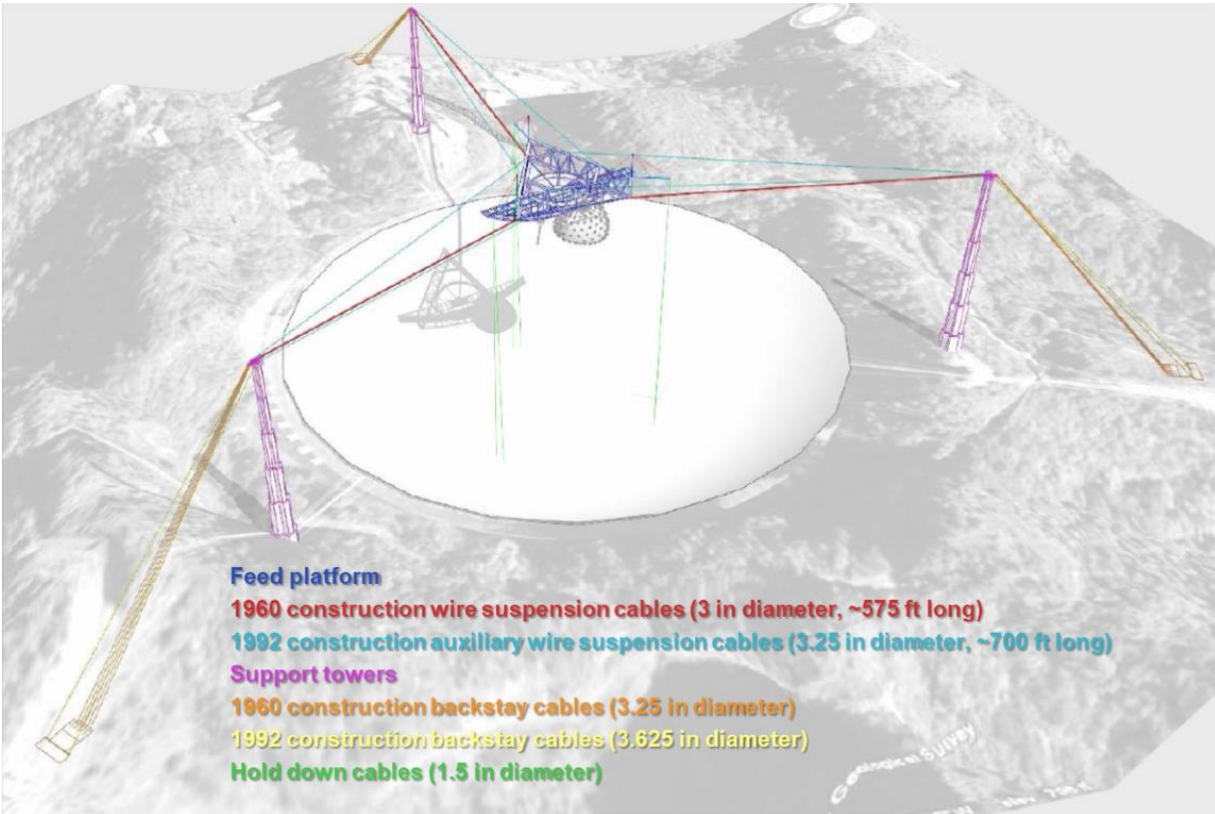 Feed platform
1960 construction wire suspension cables (3 in diameter, ~575 ft long)
1992 construction auxiliary wire suspension cables (3.25 in diameter, ~700 ft long)
Support towers
1960 construction backstay cables (3.25 in diameter)
1992 construction backstay cables (3.625 in diameter)
Hold down cables (1.5 in diameter)
Geological Survey